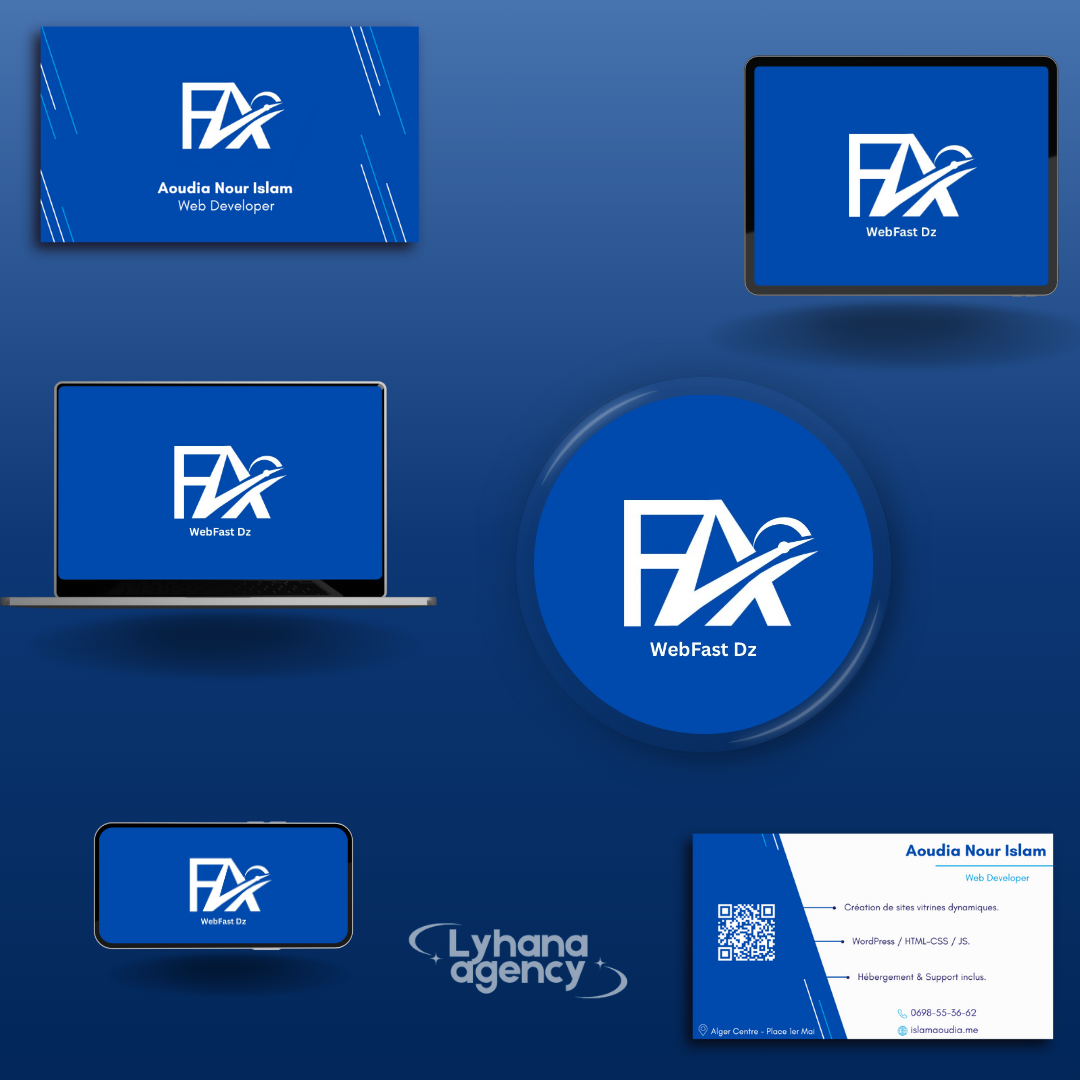 Aoudia Nour Islam
Web Developer
WebFast Dz
WebFast Dz
WebFast Dz
WebFast Dz
Lyhana
agency
Aoudia Nour Islam
Web Developer
Création de sites vitrines dynamiques.
WordPress / HTML-CSS / JS.
Hébergement & Support inclus.
0698-55-36-62
islamaoudia.me
Alger Centre - Place 1er Mai